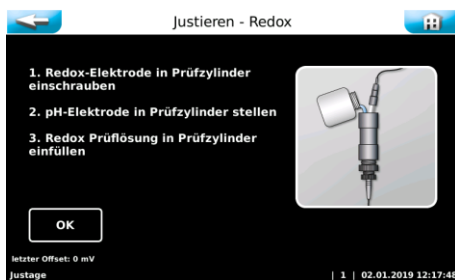 Justieren - Redox
1. Redox-Elektrode in Prüfzylinder
einschrauben
2. pH-Elektrode in Prüfzylinder stellen
3. Redox Prüflösung in Prüfzylinder
einfüllen
OK
letzter Offset: 0 mV
Justage | 1 | 02.01.2019 12:17:48